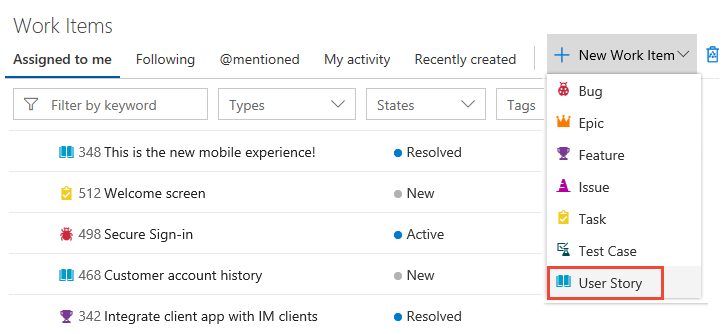 Work Items
Assigned to me Following @mentioned My activity Recently created New Work Item
Filter by keyword Types States Tags
348 This is the new mobile experience! Resolved
512 Welcome screen New
498 Secure Sign-in Active
468 Customer account history New
342 Integrate client app with IM clients Resolved
Bug
Epic
Feature
Issue
Task
Test Case
User Story